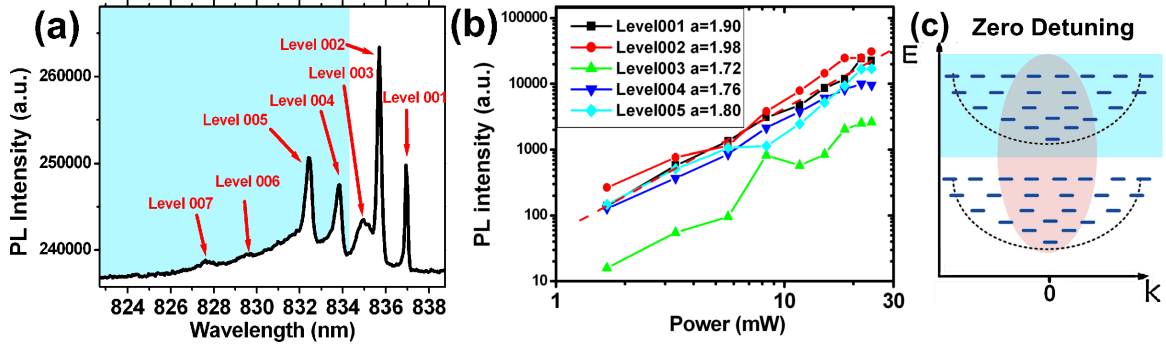 (a)
Level 002
Level 003
Level 004
Level 001
Level 005
Level 006
Level 007
260000
250000
240000
PL Intensity (a.u.)
824 826 828 830 832 834 836 838
Wavelength (nm)
(b)
100000
10000
1000
100
10
PL intensity (a.u.)
Level001 a=1.90
Level002 a=1.98
Level003 a=1.72
Level004 a=1.76
Level005 a=1.80
1 10 30
Power (mW)
(c)
Zero Detuning
E
0
K